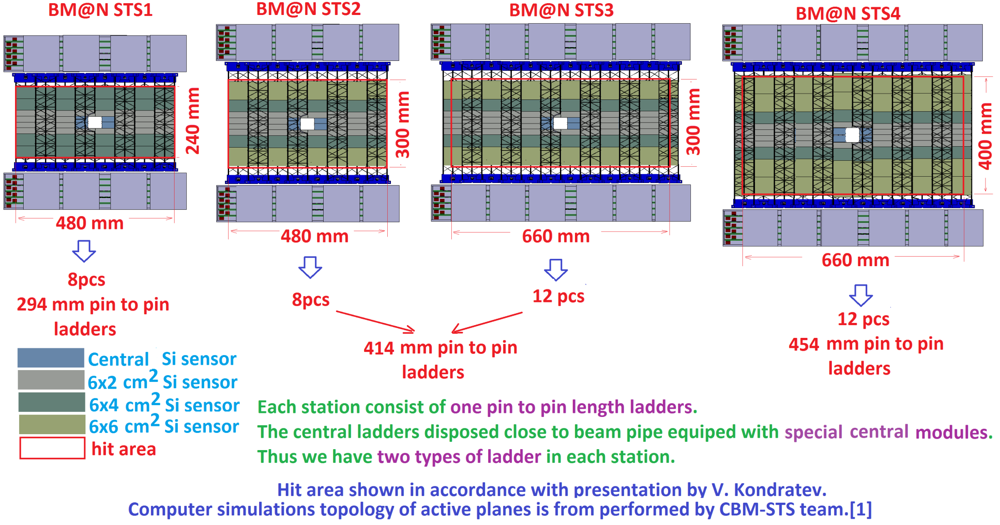 BM@N STS1
BM@N STS2
BM@N STS3
BM@N STS4
240 mm
300 mm
300 mm
400 mm
480 mm
480 mm
660 mm
660 mm
8pcs
294 mm pin to pin
ladders
8pcs
12 pcs
414 mm pin to pin
ladders
12 pcs
454 mm pin to pin
ladders
Central Si sensor
6x2 cm2 Si sensor
6x4 cm2 Si sensor
6x6 cm2 Si sensor
hit area
Each station consist of one pin to pin length ladders.
The central ladders disposed close to beam pipe equiped with special central modules.
Thus we have two types of ladder in each station.
Hit area shown in accordance with presentation by V. Kondratev.
Computer simulations topology of active planes is from performed by CBM-STS team.[1]